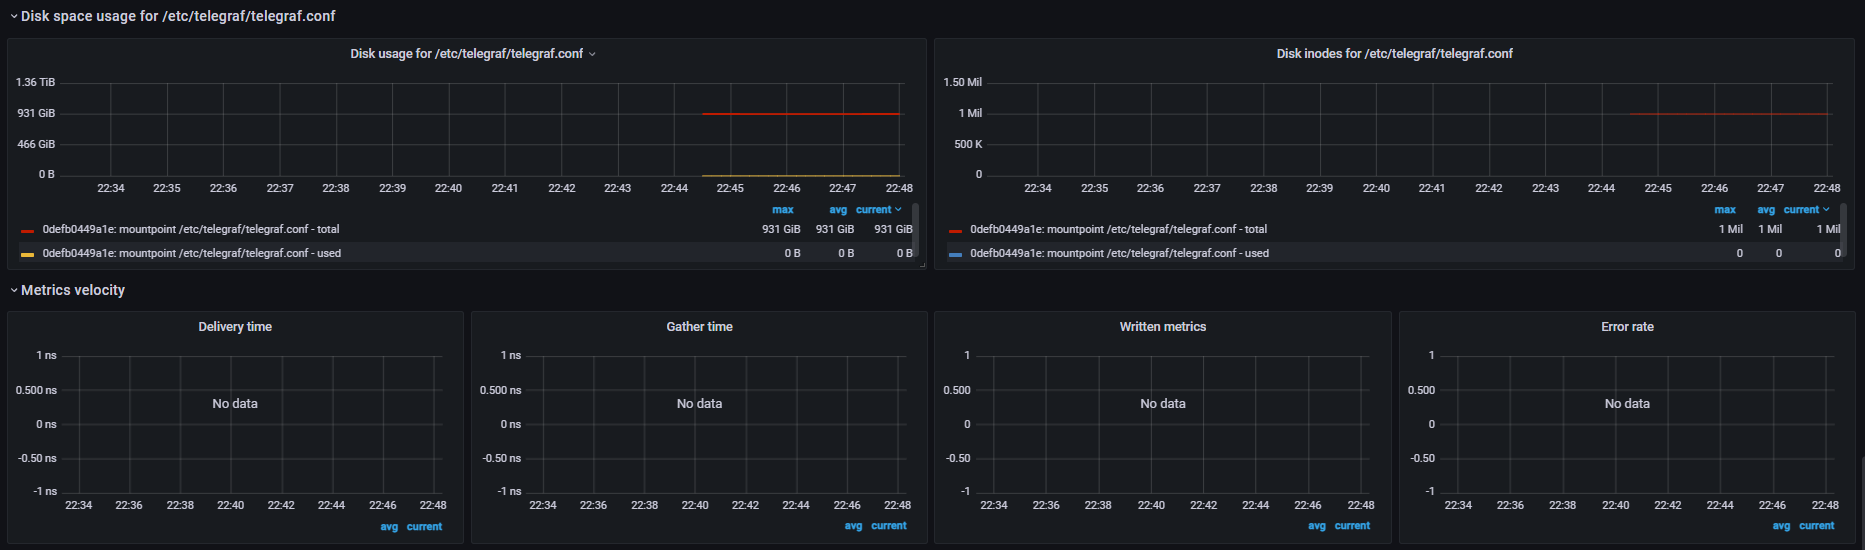 Disk space usage for /etc/telegraf/telegraf.conf
Disk usage for /etc/telegraf/telegraf.conf
1.36 TiB
931 GiB
466 GiB
0 B
22:34 22:35 22:36 22:37 22:38 22:39 22:40 22:41 22:42 22:43 22:44 22:45 22:46 22:47 22:48
max avg current
0defb0449a1e: mountpoint /etc/telegraf/telegraf.conf - total 931 GiB 931 GiB 931 GiB
0defb0449a1e: mountpoint /etc/telegraf/telegraf.conf - used 0 B 0 B 0 B
Disk inodes for /etc/telegraf/telegraf.conf
1.50 Mil
1 Mil
500 K
0
22:34 22:35 22:36 22:37 22:38 22:39 22:40 22:41 22:42 22:43 22:44 22:45 22:46 22:47 22:48
max avg current
0defb0449a1e: mountpoint /etc/telegraf/telegraf.conf - total 1 Mil 1 Mil 1 Mil
0defb0449a1e: mountpoint /etc/telegraf/telegraf.conf - used 0 0 0
Metrics velocity
Delivery time
1 ns
0.500 ns
No data
0 ns
-0.50 ns
-1 ns
22:34 22:36 22:38 22:40 22:42 22:44 22:46 22:48
avg current
Gather time
1 ns
0.500 ns
No data
0 ns
-0.50 ns
-1 ns
22:34 22:36 22:38 22:40 22:42 22:44 22:46 22:48
avg current
Written metrics
1
0.500
No data
0
-0.50
-1
22:34 22:36 22:38 22:40 22:42 22:44 22:46 22:48
avg current
Error rate
1
0.500
No data
0
-0.50
-1
22:34 22:36 22:38 22:40 22:42 22:44 22:46 22:48
avg current